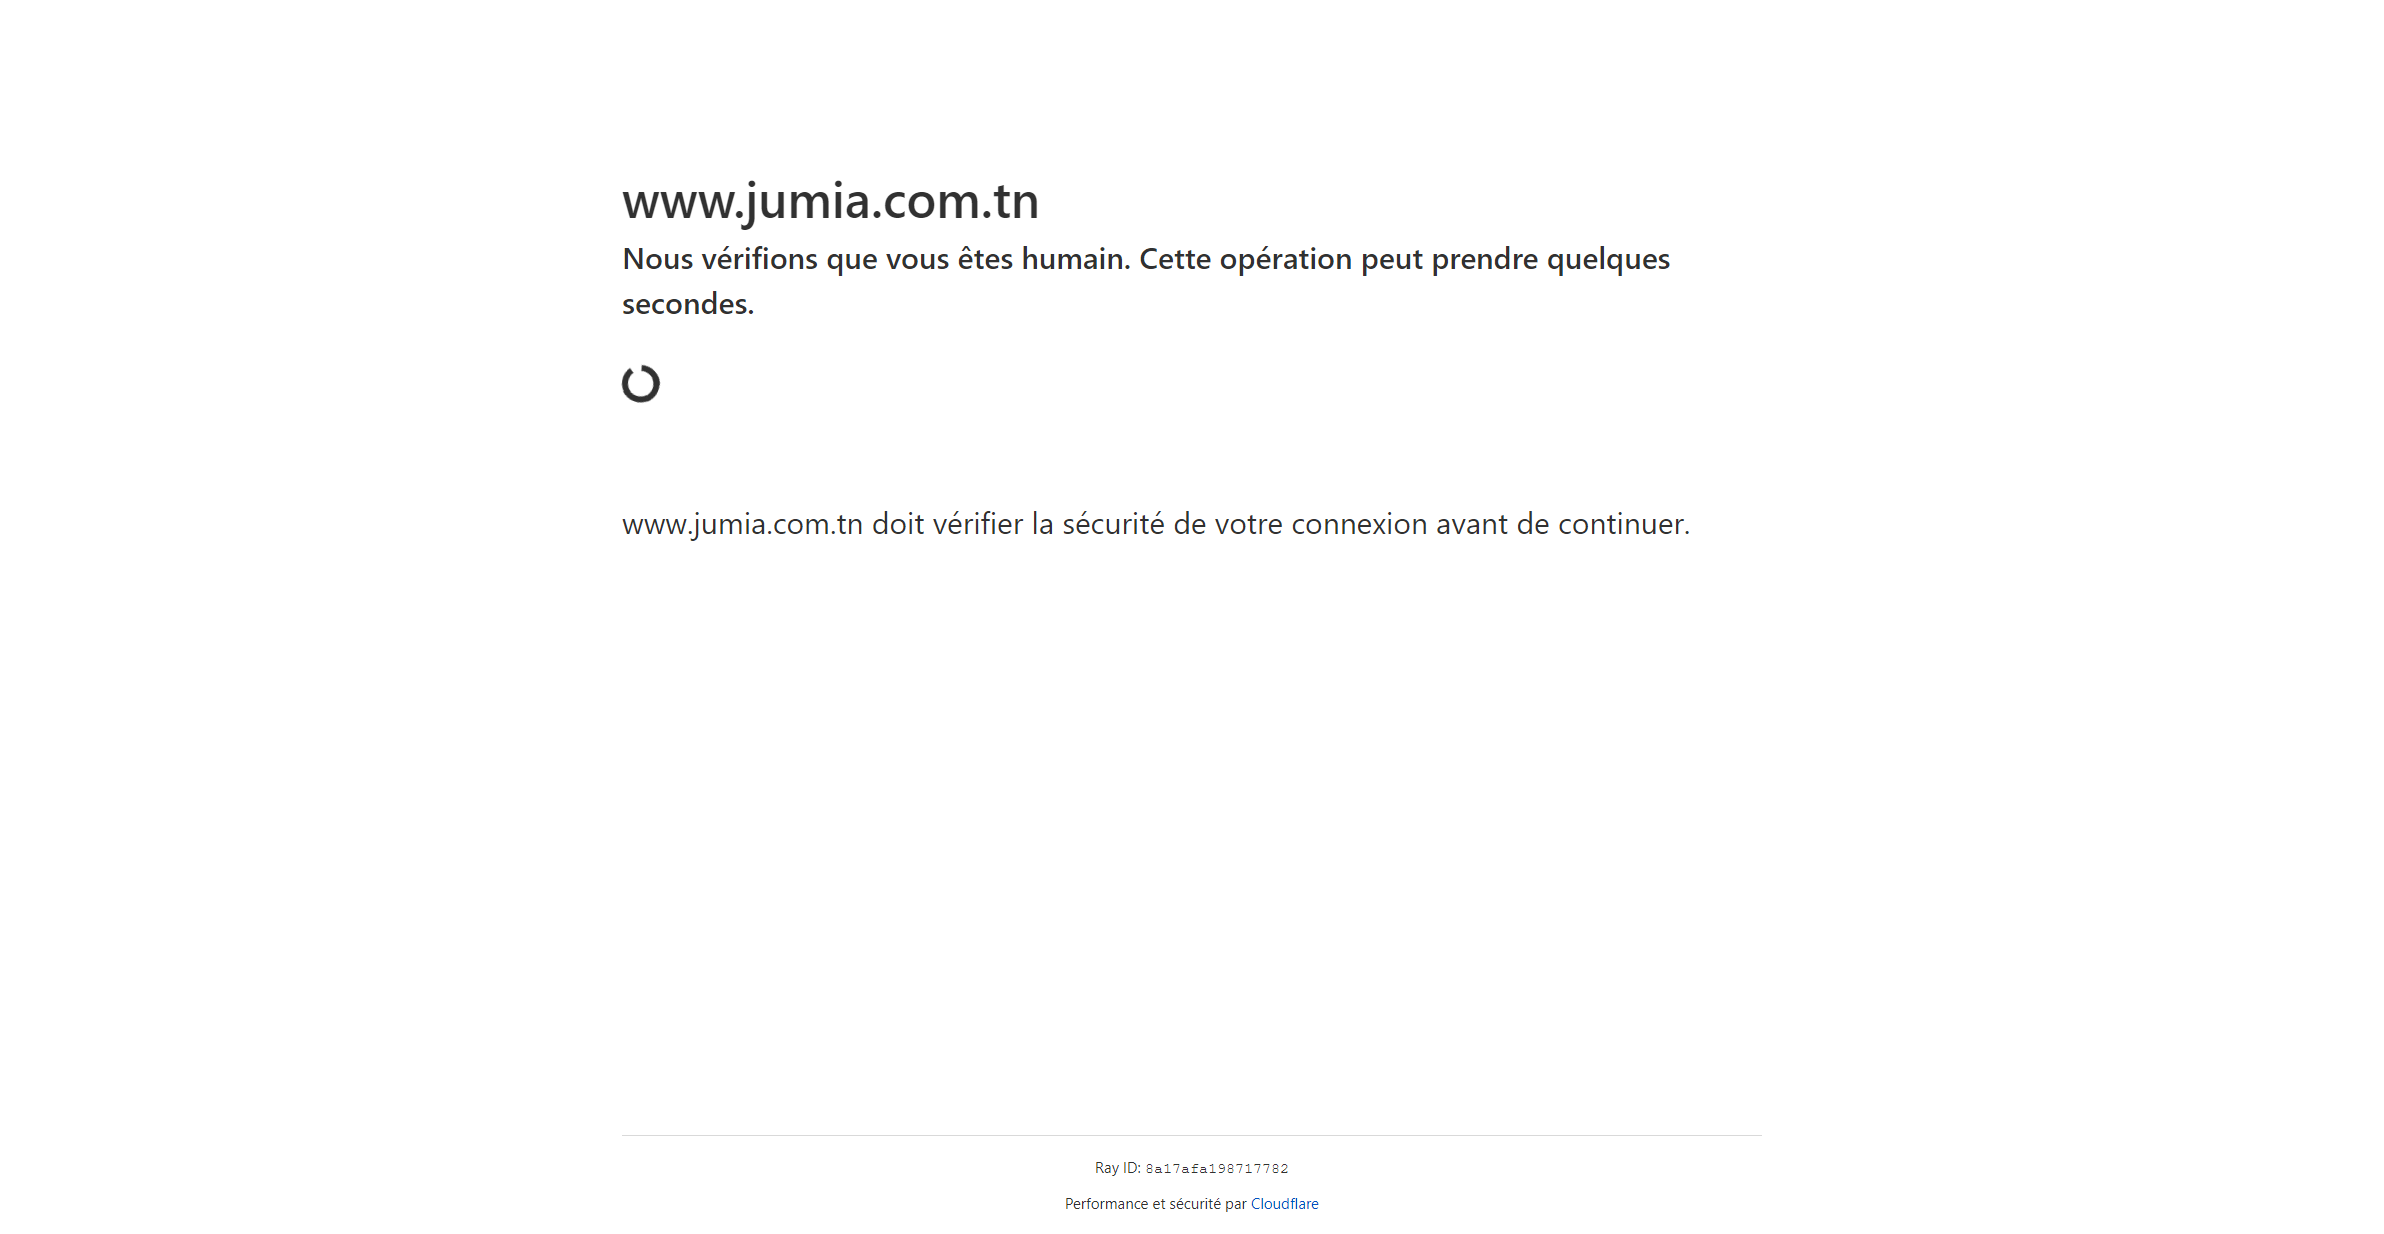 www.jumia.com.tn
Nous vérifions que vous êtes humain. Cette opération peut prendre quelques
secondes.
www.jumia.com.tn doit vérifier la sécurité de votre connexion avant de continuer.
Ray ID: 8a17afa198717782
Performance et sécurité par Cloudflare